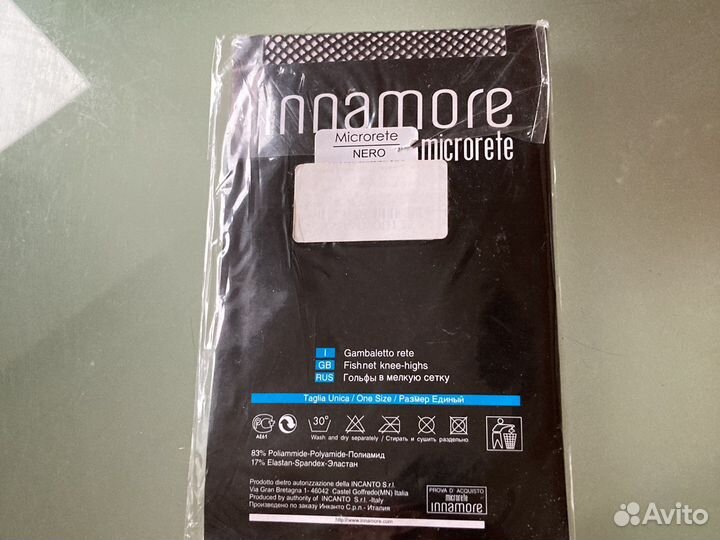 innamore
Microrete
NERO
microrete
I Gambaletto rete
GB Fishnet knee-highs
RUS Гольфы в мелкую сетку
Taglia Unica / One Size / Размер Единый
30°
Wash and dry separately / Стирать и сушить раздельно
АЕ61
83% Poliammide-Polyamide-Полиамид
17% Elastan-Spandex-Эластан
Prodotto dietro autorizzazione della INCANTO S.r.l.
Via Gran Bretagna 1- 46042 Castel Goffredo(MN) Italia
Produced by authority of INCANTO S.r.l. -Italy
Произведено по заказу Инканто С.р.л - Италия
PROVA D' ACQUISTO
microrete
innamore
http://www.innamore.com
Avito